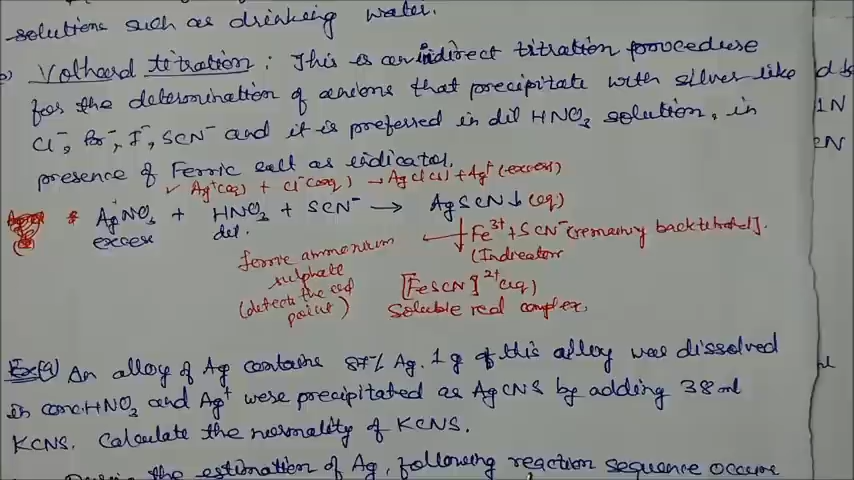 solutions such as drinking water.
Volhard titration: This is an indirect titration procedure
for the determination of anions that precipitate with silver like
Cl⁻, Br⁻, I⁻, SCN⁻ and it is preferred in dil HNO₃ solution, in
presence of Ferric salt as indicator.
✓ Ag⁺(aq) + Cl⁻(aq) → AgCl(s) + Ag⁺ (excess)
* AgNO₃ + HNO₃ + SCN⁻ → AgSCN↓ (aq)
excess dil.
ferric ammonium sulphate (detects the end point) ← ↓ Fe³⁺ + SCN⁻ [remaining back titrated].
(Indicator
[FeSCN]²⁺(aq)
Soluble red complex.
Ex(9) An alloy of Ag contains 87% Ag. 1g of this alloy was dissolved
in conc. HNO₃ and Ag⁺ were precipitated as AgCNS by adding 38ml
KCNS. Calculate the normality of KCNS.
the estimation of Ag, following reaction sequence occurs
1N
2N